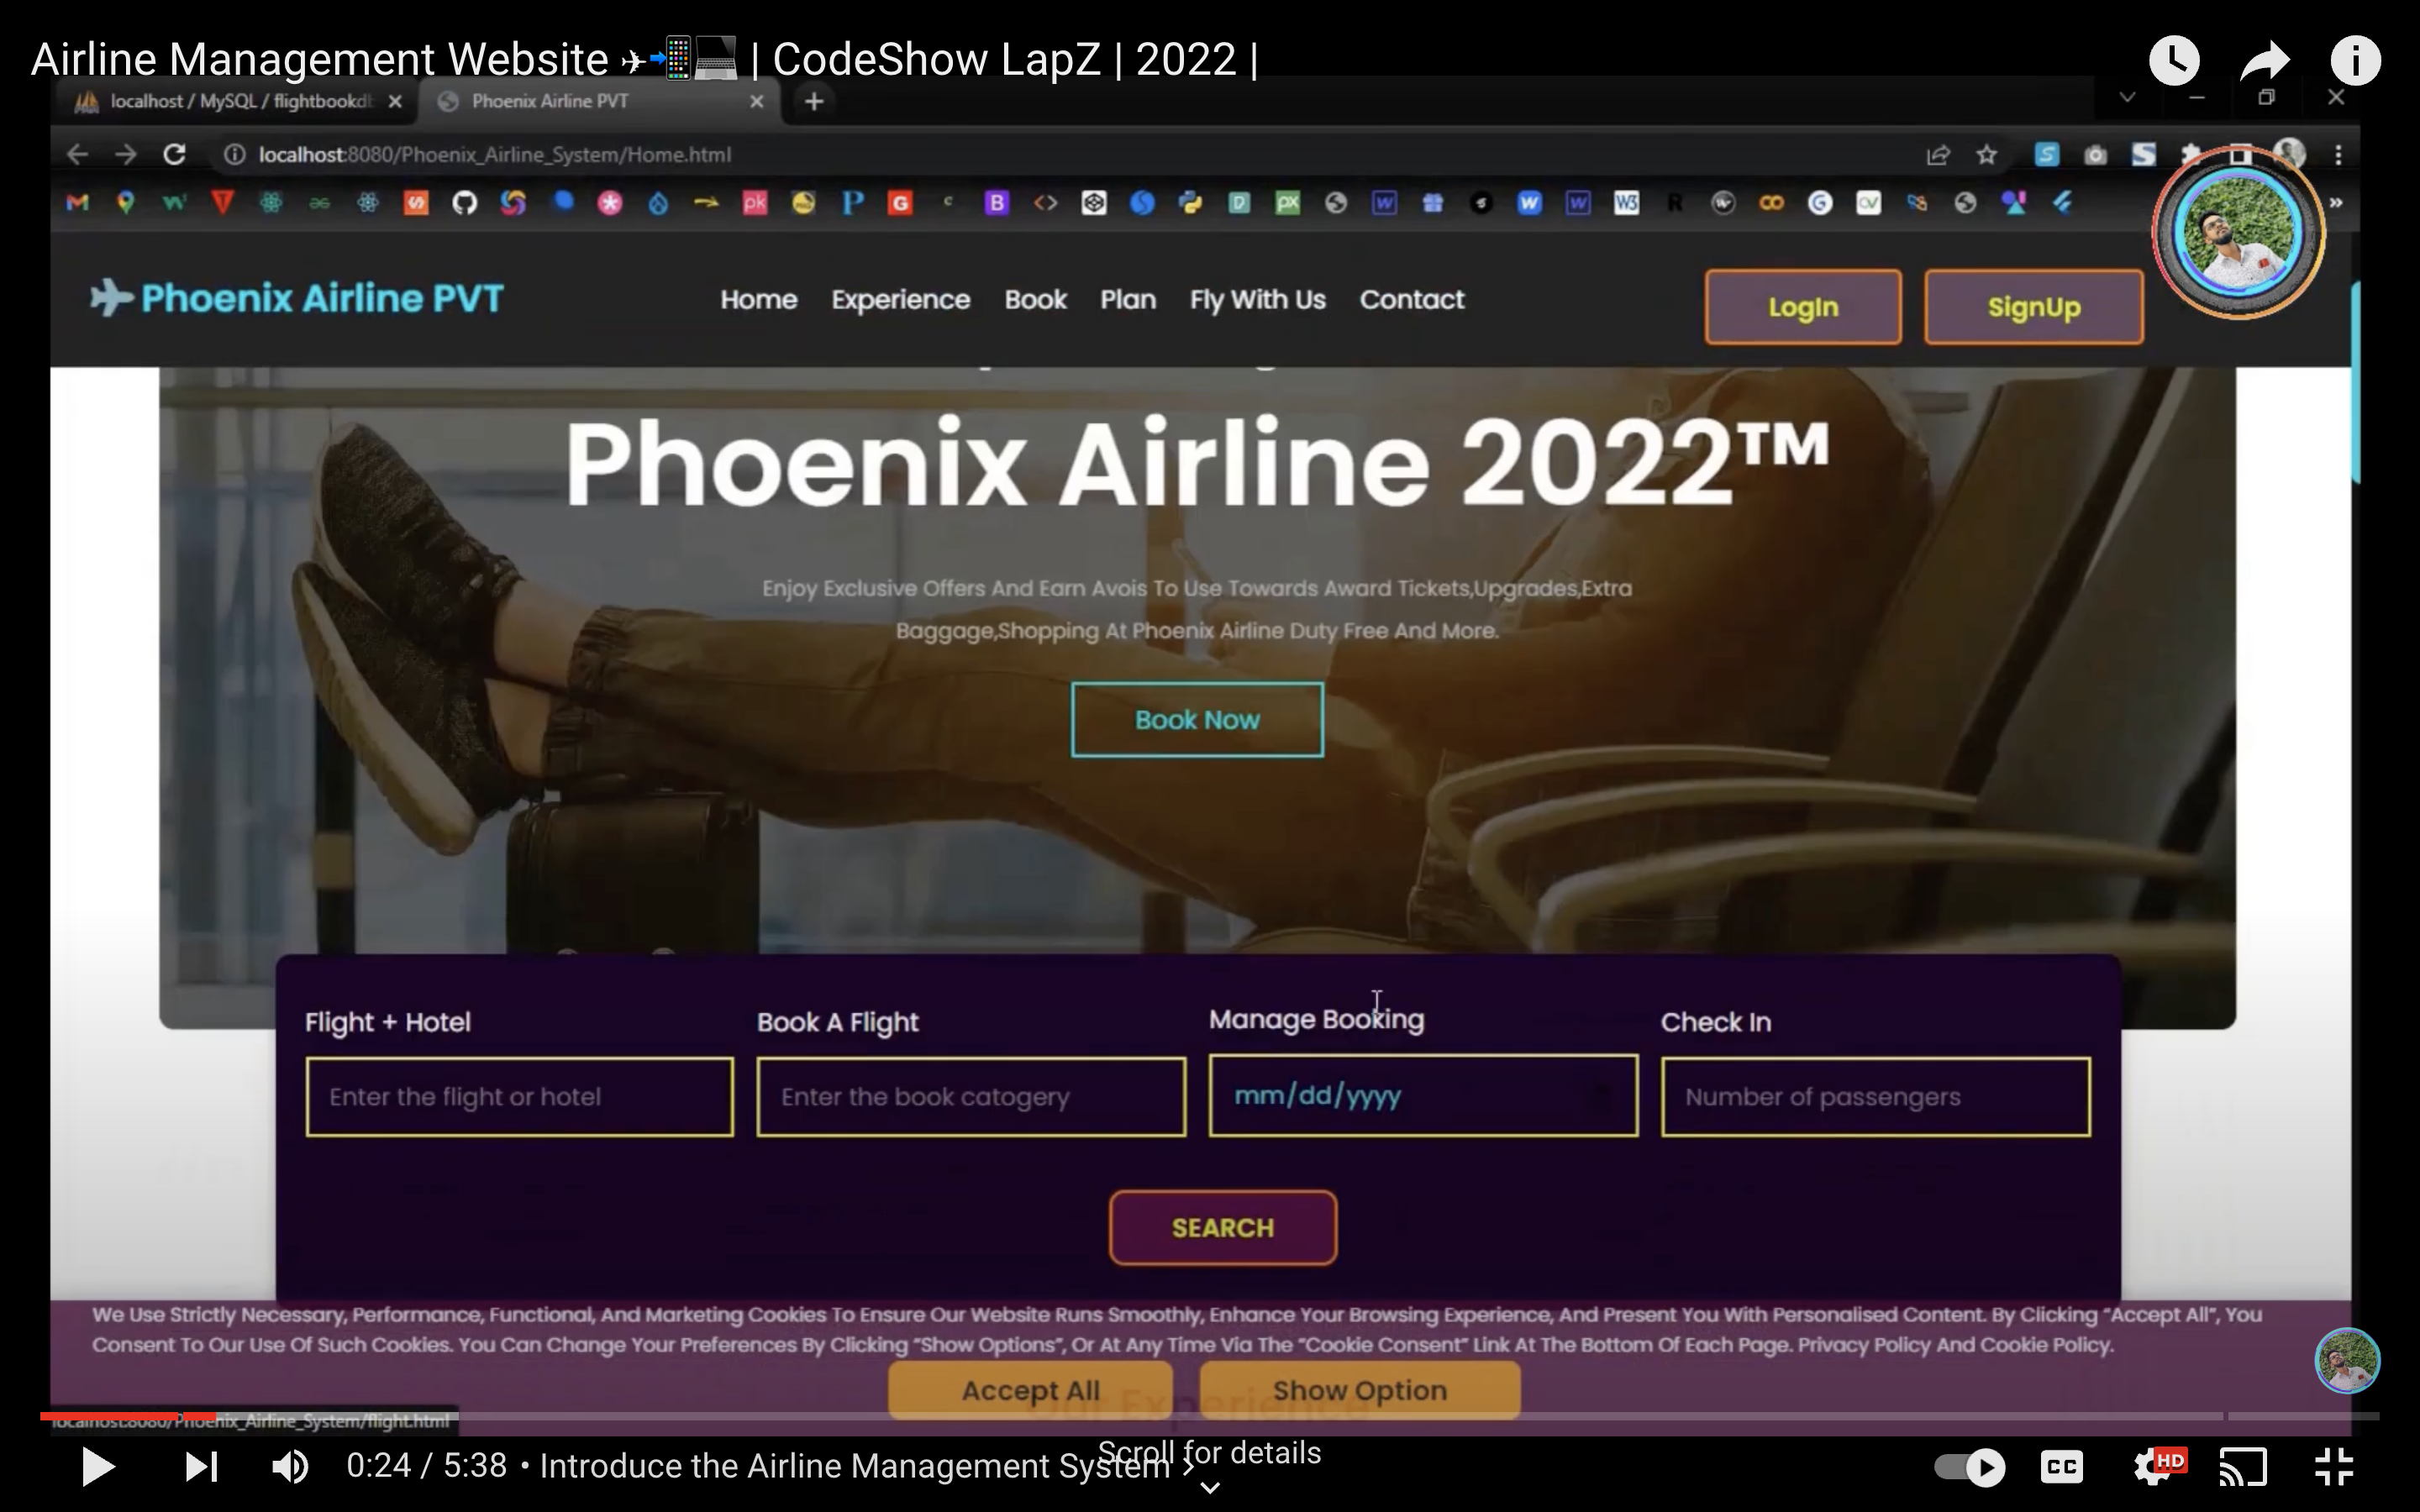 Airline Management Website ✈📲💻 | CodeShow LapZ | 2022 |
localhost / MySQL / flightbookdb
Phoenix Airline PVT
localhost:8080/Phoenix_Airline_System/Home.html
Phoenix Airline PVT
Home Experience Book Plan Fly With Us Contact
LogIn SignUp
Phoenix Airline 2022™
Enjoy Exclusive Offers And Earn Avois To Use Towards Award Tickets,Upgrades,Extra
Baggage,Shopping At Phoenix Airline Duty Free And More.
Book Now
Flight + Hotel
Book A Flight
Manage Booking
Check In
Enter the flight or hotel
Enter the book catogery
mm/dd/yyyy
Number of passengers
SEARCH
We Use Strictly Necessary, Performance, Functional, And Marketing Cookies To Ensure Our Website Runs Smoothly, Enhance Your Browsing Experience, And Present You With Personalised Content. By Clicking “Accept All”, You
Consent To Our Use Of Such Cookies. You Can Change Your Preferences By Clicking “Show Options”, Or At Any Time Via The “Cookie Consent” Link At The Bottom Of Each Page. Privacy Policy And Cookie Policy.
Accept All
Show Option
Our Experience
localhost:8080/Phoenix_Airline_System/flight.html
0:24 / 5:38 • Introduce the Airline Management System
Scroll for details
CC
HD